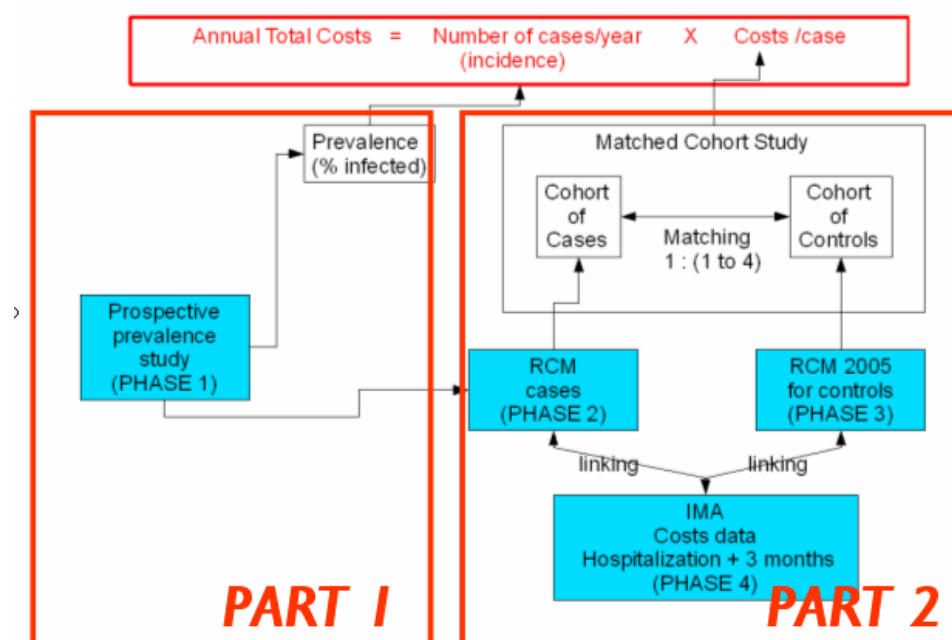 Annual Total Costs = Number of cases/year X Costs /case
(incidence)
Prevalence
(% infected)
Prospective
prevalence
study
(PHASE 1)
PART 1
Matched Cohort Study
Cohort
of
Cases
Matching
1 : (1 to 4)
Cohort
of
Controls
RCM
cases
(PHASE 2)
RCM 2005
for controls
(PHASE 3)
linking
linking
IMA
Costs data
Hospitalization + 3 months
(PHASE 4)
PART 2